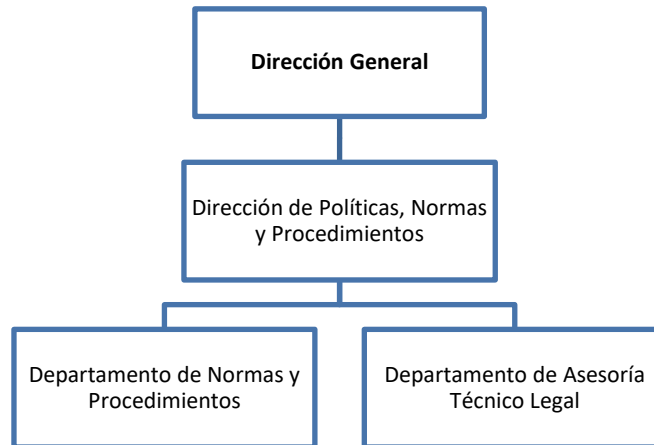 Dirección General
Dirección de Políticas, Normas
y Procedimientos
Departamento de Normas y
Procedimientos
Departamento de Asesoría
Técnico Legal